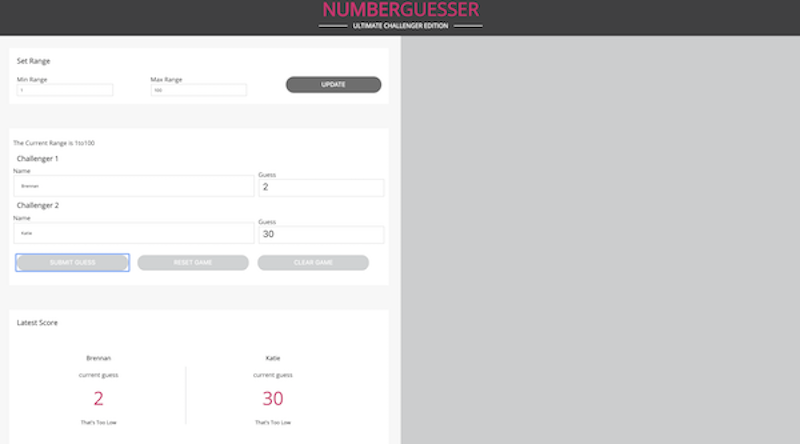 NUMBERGUESSER
ULTIMATE CHALLENGER EDITION
Set Range
Min Range
Max Range
1
100
UPDATE
The Current Range is 1to100
Challenger 1
Name
Guess
Brennan
2
Challenger 2
Name
Guess
Katie
30
SUBMIT GUESS
RESET GAME
CLEAR GAME
Latest Score
Brennan
Katie
current guess
current guess
2
30
That's Too Low
That's Too Low